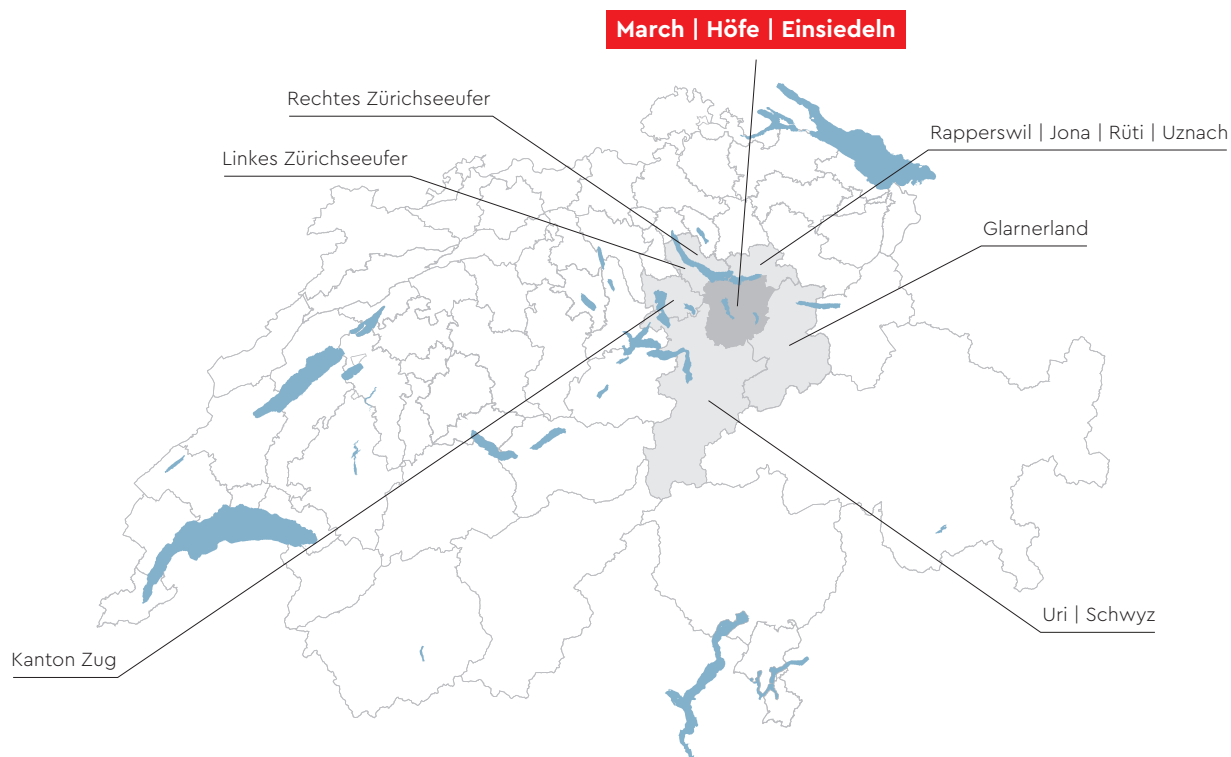 March | Höfe | Einsiedeln
Rechtes Zürichseeufer
Rapperswil | Jona | Rüti | Uznach
Linkes Zürichseeufer
Glarnerland
Uri | Schwyz
Kanton Zug